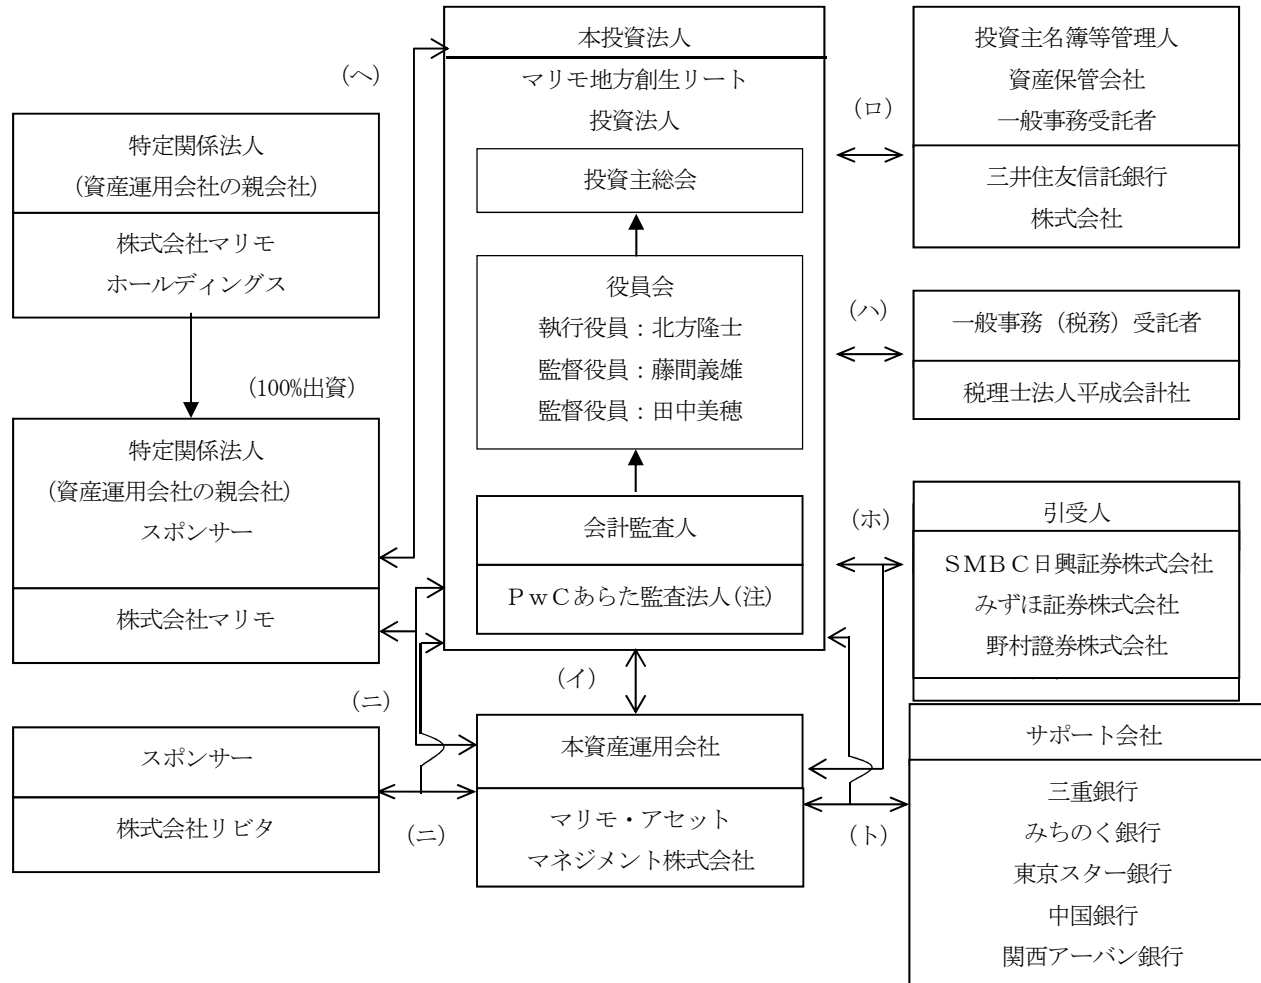 特定関係法人
(資産運用会社の親会社)
株式会社マリモ
ホールディングス
(100%出資)
特定関係法人
(資産運用会社の親会社)
スポンサー
株式会社マリモ
スポンサー
株式会社リビタ
(ヘ)
(ニ)
(ニ)
本投資法人
マリモ地方創生リート
投資法人
投資主総会
役員会
執行役員：北方隆士
監督役員：藤間義雄
監督役員：田中美穂
会計監査人
ＰｗＣあらた監査法人(注)
(イ)
本資産運用会社
マリモ・アセット
マネジメント株式会社
(ロ)
(ハ)
(ホ)
(ト)
投資主名簿等管理人
資産保管会社
一般事務受託者
三井住友信託銀行
株式会社
一般事務（税務）受託者
税理士法人平成会計社
引受人
ＳＭＢＣ日興証券株式会社
みずほ証券株式会社
野村證券株式会社
サポート会社
三重銀行
みちのく銀行
東京スター銀行
中国銀行
関西アーバン銀行